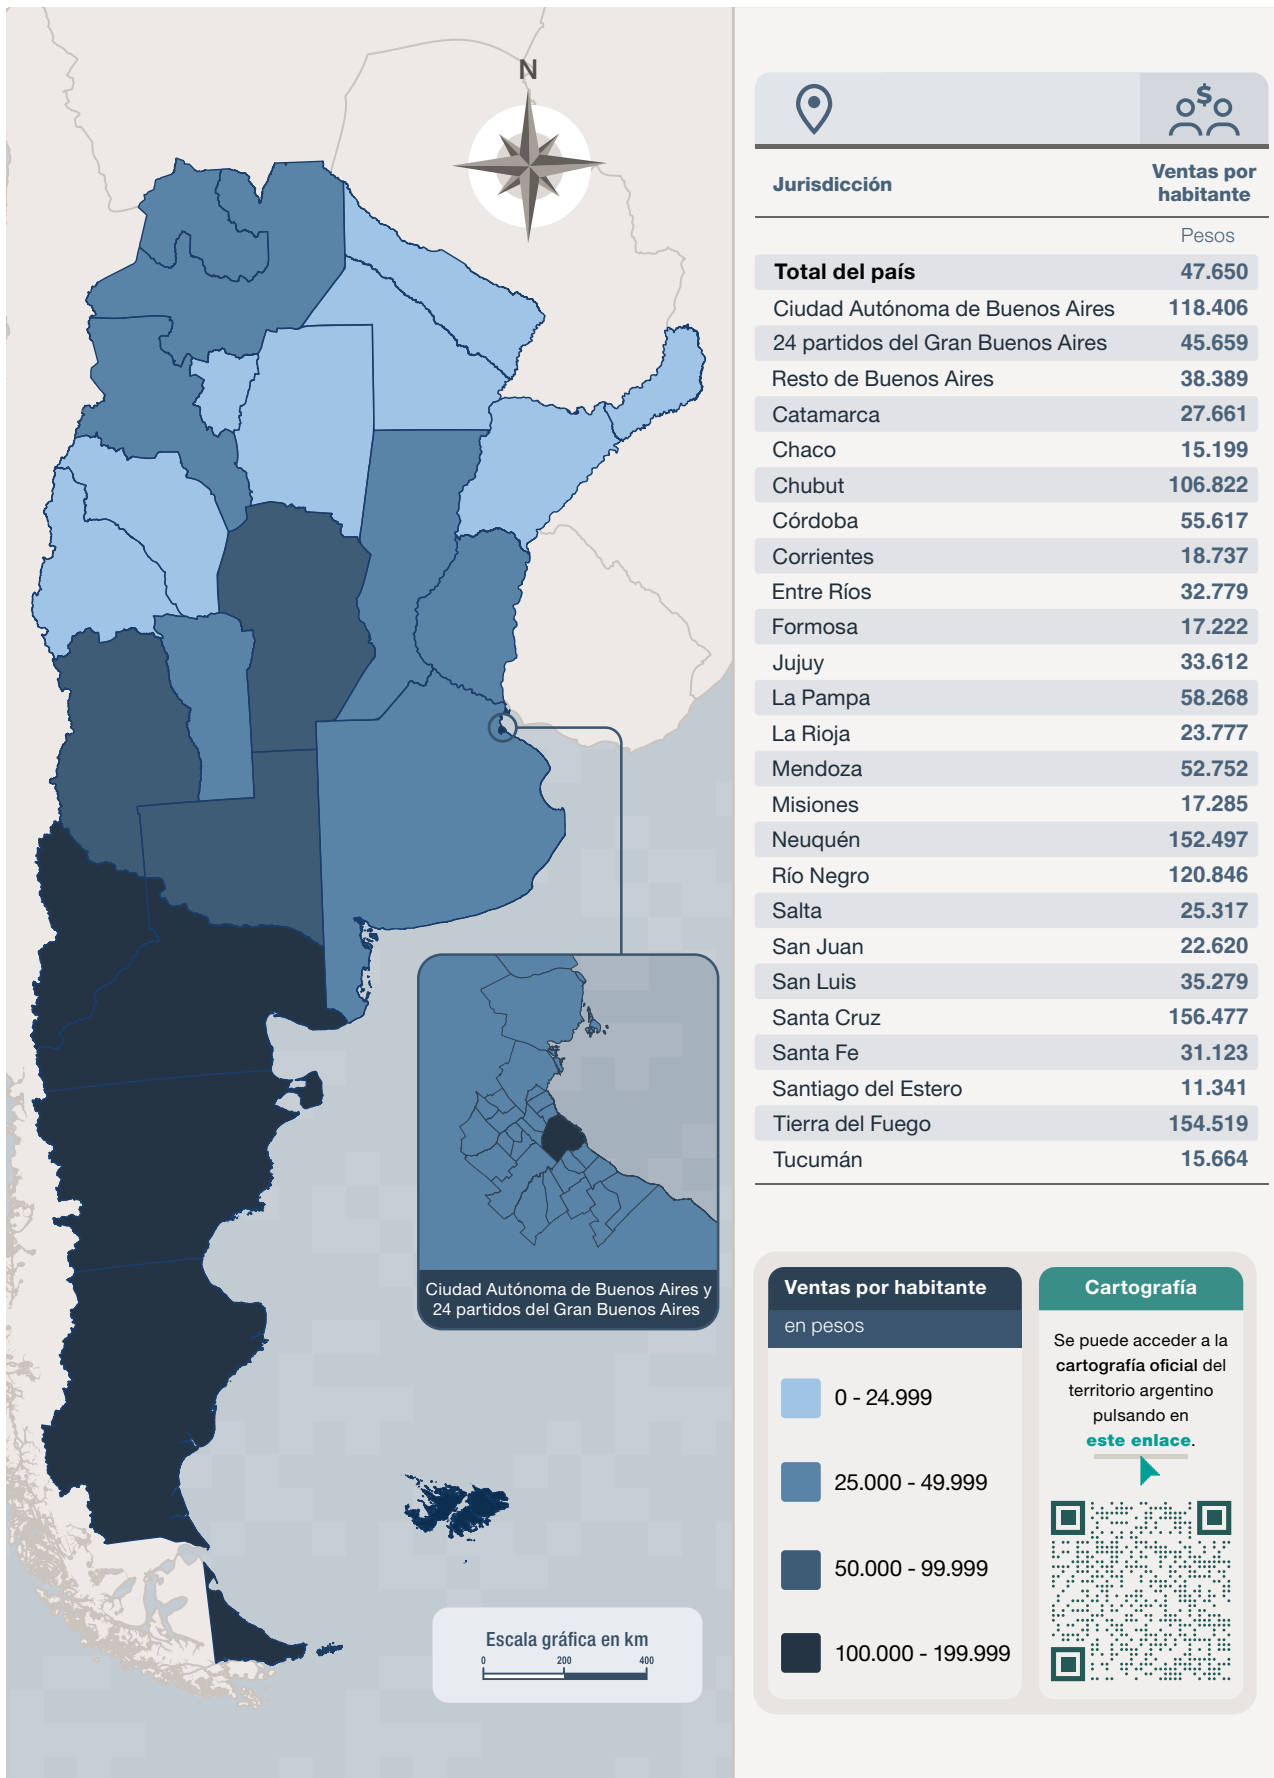 N
$
Jurisdicción
Ventas por
habitante
Pesos
Total del país 47.650
Ciudad Autónoma de Buenos Aires 118.406
24 partidos del Gran Buenos Aires 45.659
Resto de Buenos Aires 38.389
Catamarca 27.661
Chaco 15.199
Chubut 106.822
Córdoba 55.617
Corrientes 18.737
Entre Ríos 32.779
Formosa 17.222
Jujuy 33.612
La Pampa 58.268
La Rioja 23.777
Mendoza 52.752
Misiones 17.285
Neuquén 152.497
Río Negro 120.846
Salta 25.317
San Juan 22.620
San Luis 35.279
Santa Cruz 156.477
Santa Fe 31.123
Santiago del Estero 11.341
Tierra del Fuego 154.519
Tucumán 15.664
Ciudad Autónoma de Buenos Aires y
24 partidos del Gran Buenos Aires
Escala gráfica en km
0 200 400
Ventas por habitante
en pesos
0 - 24.999
25.000 - 49.999
50.000 - 99.999
100.000 - 199.999
Cartografía
Se puede acceder a la
cartografía oficial del
territorio argentino
pulsando en
este enlace.